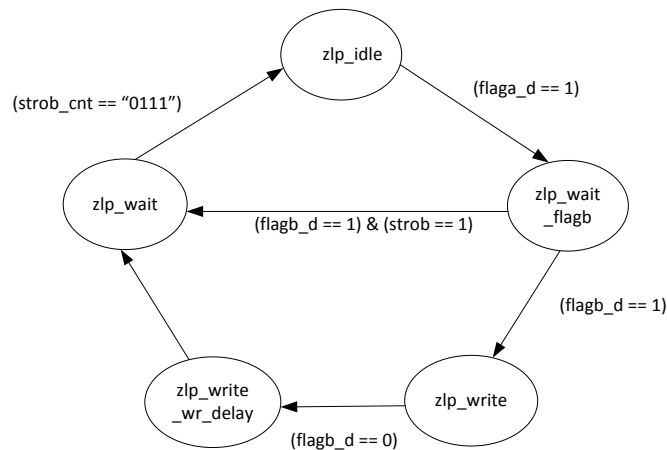 zlp_idle
(flaga_d == 1)
(strob_cnt == “0111”)
zlp_wait
zlp_wait
_flagb
(flagb_d == 1) & (strob == 1)
(flagb_d == 1)
zlp_write
_wr_delay
zlp_write
(flagb_d == 0)